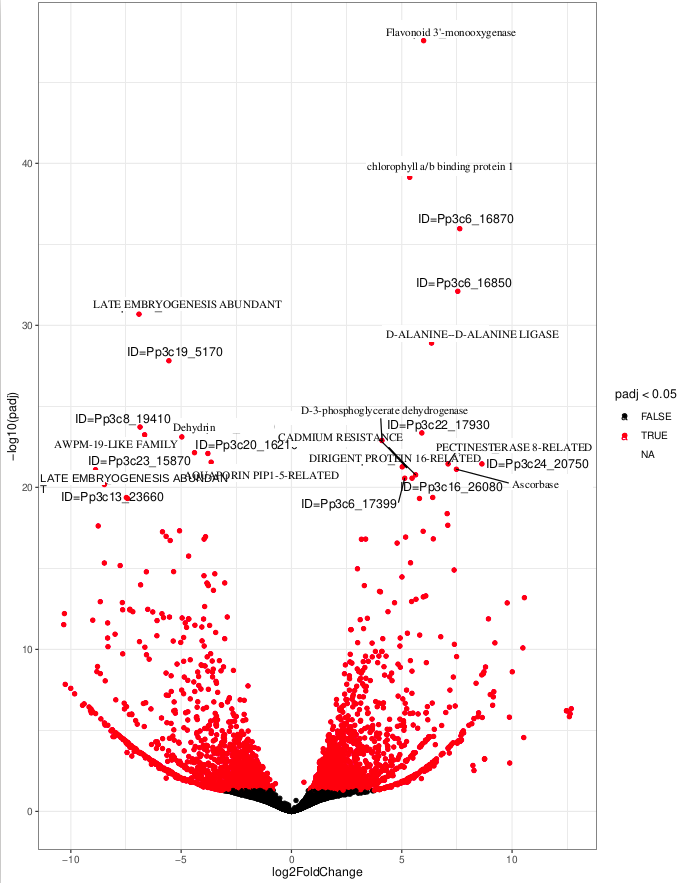 Flavonoid 3'-monooxygenase
chlorophyll a/b binding protein 1
40
ID=Pp3c6_16870
ID=Pp3c6_16850
LATE EMBRYOGENESIS ABUNDANT
30
D-ALANINE–D-ALANINE LIGASE
ID=Pp3c19_5170
padj < 0.05
FALSE
TRUE
NA
−log10(padj)
D-3-phosphoglycerate dehydrogenase
ID=Pp3c8_19410
Dehydrin
ID=Pp3c22_17930
CADMIUM RESISTANCE
AWPM-19-LIKE FAMILY
PECTINESTERASE 8-RELATED
ID=Pp3c23_15870
DIRIGENT PROTEIN 16-RELATED
ID=Pp3c24_20750
LATE EMBRYOGENESIS ABUNDAN
T
AQUAPORIN PIP1-5-RELATED
ID=Pp3c16_26080
Ascorbase
20
ID=Pp3c13_23660
ID=Pp3c6_17399
10
0
−10 −5 0 5 10
log2FoldChange